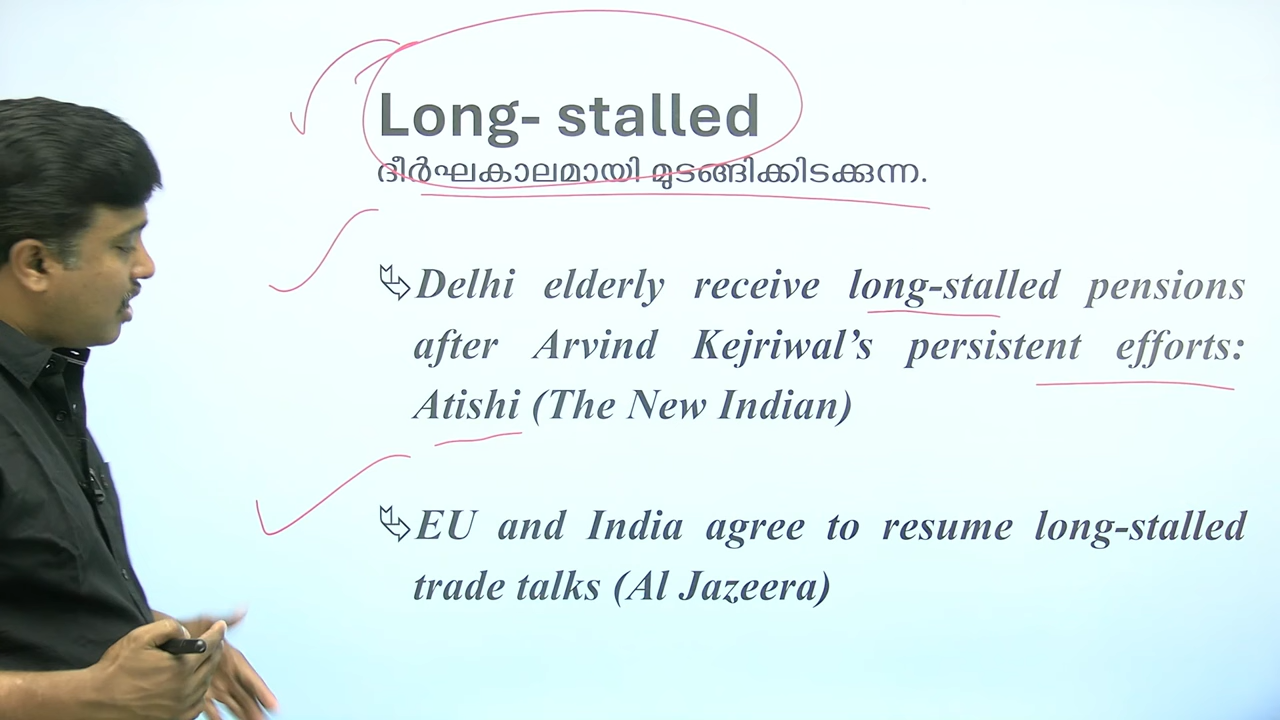 Long- stalled
ദീർഘകാലമായി മുടങ്ങിക്കിടക്കുന്ന.
Delhi elderly receive long-stalled pensions
after Arvind Kejriwal’s persistent efforts:
Atishi (The New Indian)
EU and India agree to resume long-stalled
trade talks (Al Jazeera)